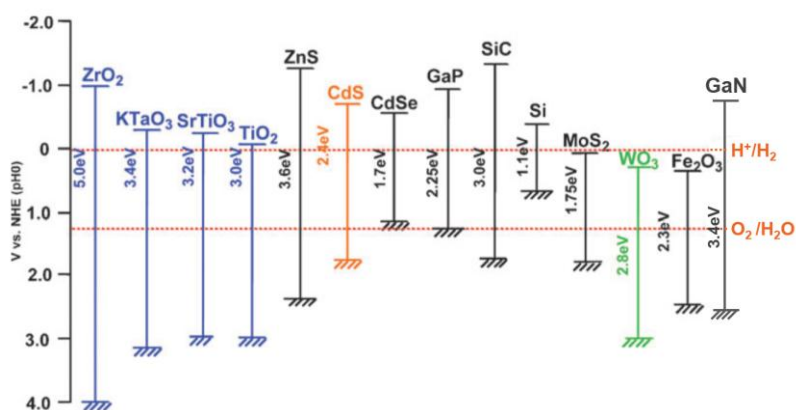 -2.0
-1.0
0
1.0
2.0
3.0
4.0
V vs. NHE (pH0)
ZrO₂
5.0eV
KTaO₃
3.4eV
SrTiO₃
3.2eV
TiO₂
3.0eV
ZnS
3.6eV
CdS
2.4eV
CdSe
1.7eV
GaP
2.25eV
SiC
3.0eV
Si
1.1eV
MoS₂
1.75eV
WO₃
2.8eV
Fe₂O₃
2.3eV
GaN
3.4eV
H⁺/H₂
O₂/H₂O